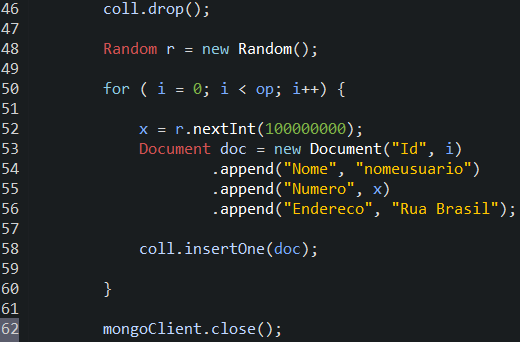 46 coll.drop();
47
48 Random r = new Random();
49
50 for ( i = 0; i < op; i++) {
51
52 x = r.nextInt(100000000);
53 Document doc = new Document("Id", i)
54 .append("Nome", "nomeusuario")
55 .append("Numero", x)
56 .append("Endereco", "Rua Brasil");
57
58 coll.insertOne(doc);
59
60 }
61
62 mongoClient.close();